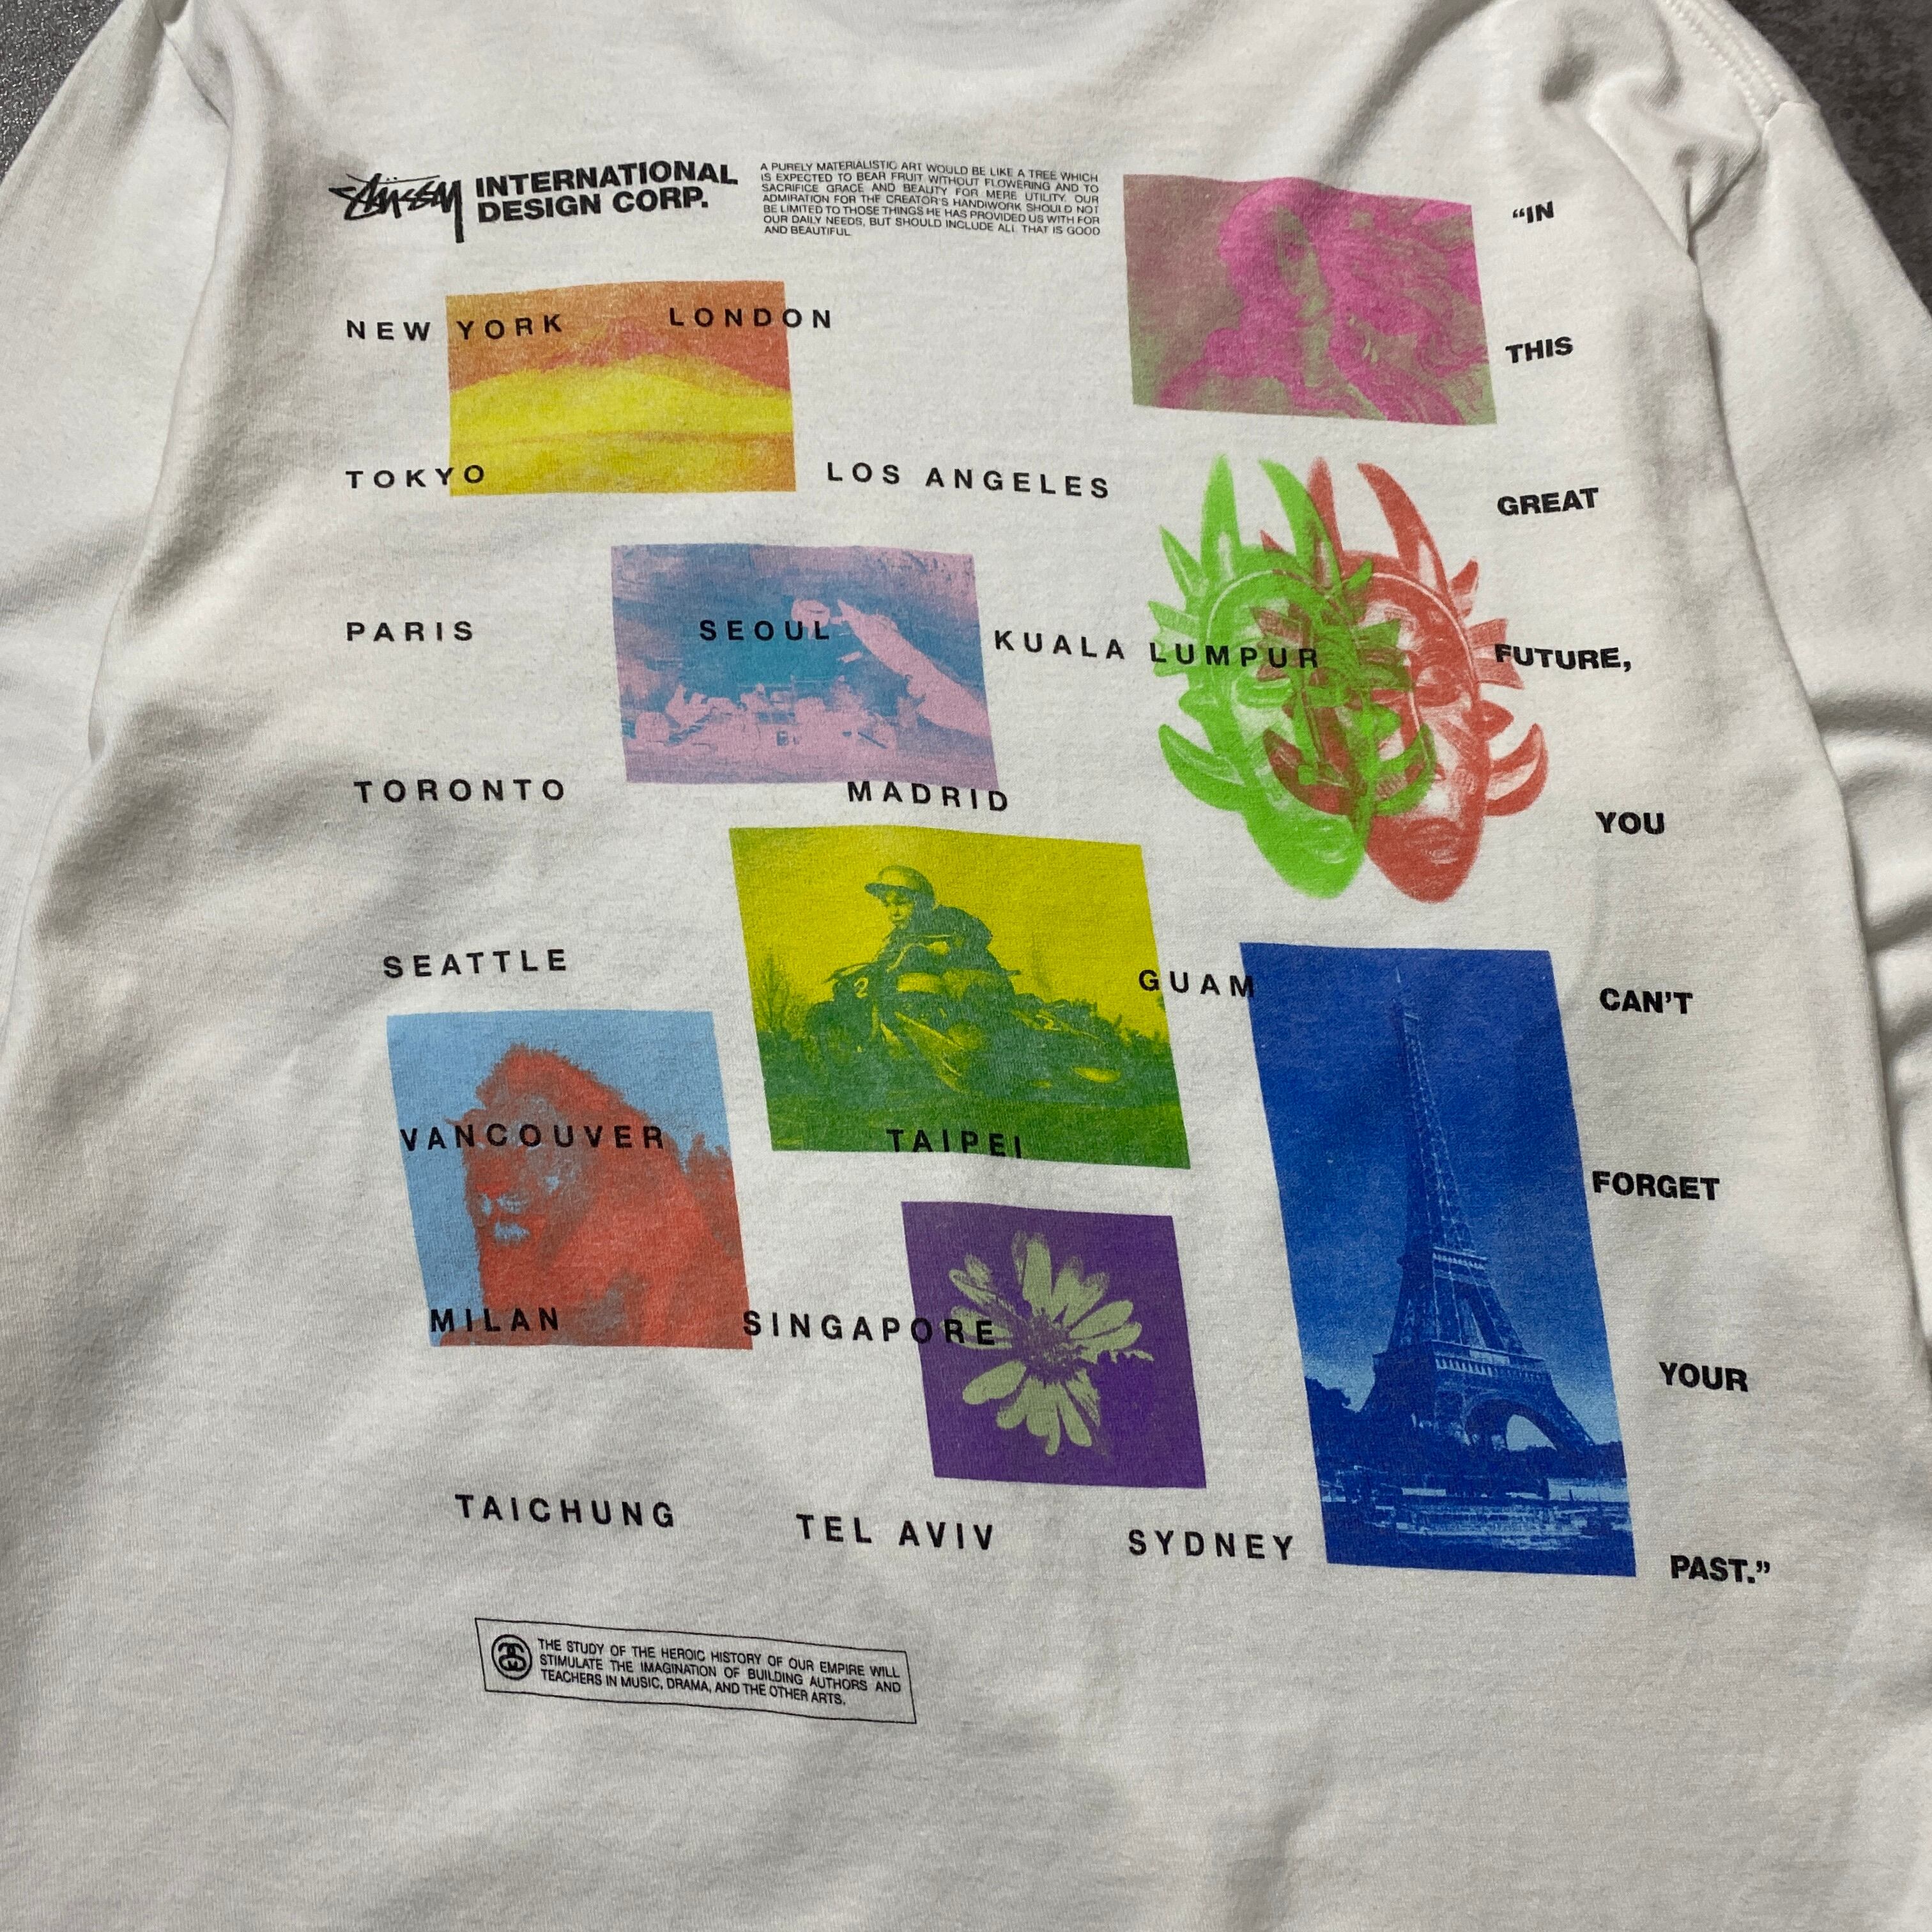 STÜSSY INTERNATIONAL
DESIGN CORP.
A PURELY MATERIALISTIC ART WOULD BE LIKE A TREE WHICH
IS EXPECTED TO BEAR FRUIT WITHOUT FLOWERING AND TO
SACRIFICE GRACE AND BEAUTY FOR MERE UTILITY. OUR
ADMIRATION FOR THE CREATOR'S HANDIWORK SHOULD NOT
BE LIMITED TO THOSE THINGS HE HAS PROVIDED US WITH FOR
OUR DAILY NEEDS, BUT SHOULD INCLUDE ALL THAT IS GOOD
AND BEAUTIFUL
NEW YORK LONDON
TOKYO LOS ANGELES
PARIS SEOUL KUALA LUMPUR
TORONTO MADRID
SEATTLE GUAM
VANCOUVER TAIPEI
MILAN SINGAPORE
TAICHUNG TEL AVIV SYDNEY
“IN
THIS
GREAT
FUTURE,
YOU
CAN’T
FORGET
YOUR
PAST.”
THE STUDY OF THE HEROIC HISTORY OF OUR EMPIRE WILL
STIMULATE THE IMAGINATION OF BUILDING AUTHORS AND
TEACHERS IN MUSIC, DRAMA, AND THE OTHER ARTS.